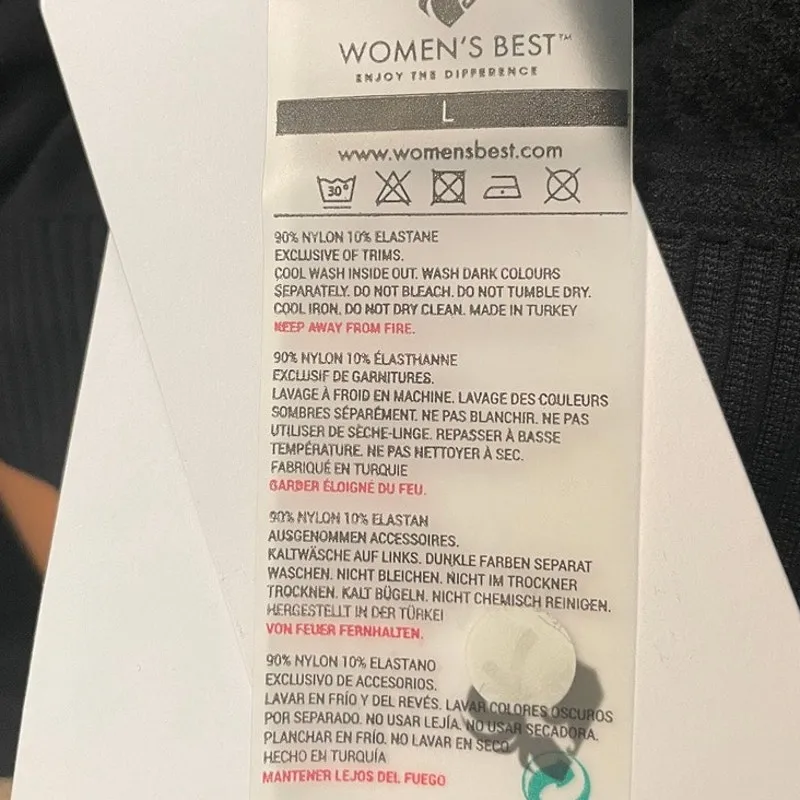 WOMEN'S BEST™
ENJOY THE DIFFERENCE
L
www.womensbest.com
30°
90% NYLON 10% ELASTANE
EXCLUSIVE OF TRIMS.
COOL WASH INSIDE OUT. WASH DARK COLOURS
SEPARATELY. DO NOT BLEACH. DO NOT TUMBLE DRY.
COOL IRON. DO NOT DRY CLEAN. MADE IN TURKEY
KEEP AWAY FROM FIRE.
90% NYLON 10% ÉLASTHANNE
EXCLUSIF DE GARNITURES.
LAVAGE À FROID EN MACHINE. LAVAGE DES COULEURS
SOMBRES SÉPARÉMENT. NE PAS BLANCHIR. NE PAS
UTILISER DE SÈCHE-LINGE. REPASSER À BASSE
TEMPÉRATURE. NE PAS NETTOYER À SEC.
FABRIQUÉ EN TURQUIE
GARDER ÉLOIGNÉ DU FEU.
90% NYLON 10% ELASTAN
AUSGENOMMEN ACCESSOIRES.
KALTWÄSCHE AUF LINKS. DUNKLE FARBEN SEPARAT
WASCHEN. NICHT BLEICHEN. NICHT IM TROCKNER
TROCKNEN. KALT BÜGELN. NICHT CHEMISCH REINIGEN.
HERGESTELLT IN DER TÜRKEI
VON FEUER FERNHALTEN.
90% NYLON 10% ELASTANO
EXCLUSIVO DE ACCESORIOS.
LAVAR EN FRÍO Y DEL REVÉS. LAVAR COLORES OSCUROS
POR SEPARADO. NO USAR LEJÍA. NO USAR SECADORA.
PLANCHAR EN FRÍO. NO LAVAR EN SECO
HECHO EN TURQUÍA
MANTENER LEJOS DEL FUEGO